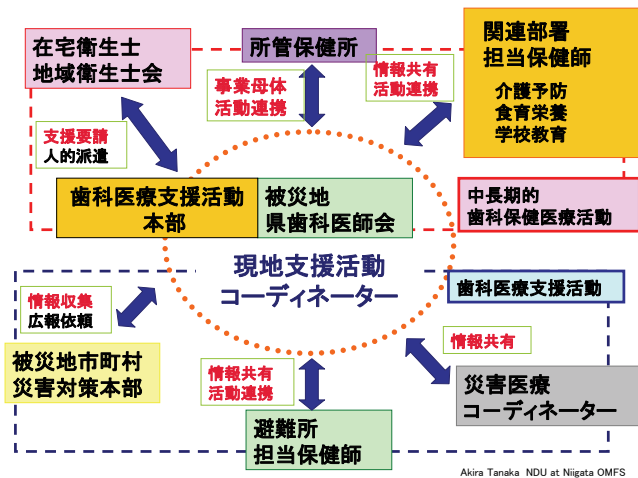 在宅衛生士
地域衛生士会
所管保健所
関連部署
担当保健師
介護予防
食育栄養
学校教育
事業母体
活動連携
情報共有
活動連携
支援要請
人的派遣
歯科医療支援活動
本部
被災地
県歯科医師会
中長期的
歯科保健医療活動
現地支援活動
コーディネーター
歯科医療支援活動
情報収集
広報依頼
情報共有
被災地市町村
災害対策本部
情報共有
活動連携
災害医療
コーディネーター
避難所
担当保健師
Akira Tanaka NDU at Niigata OMFS